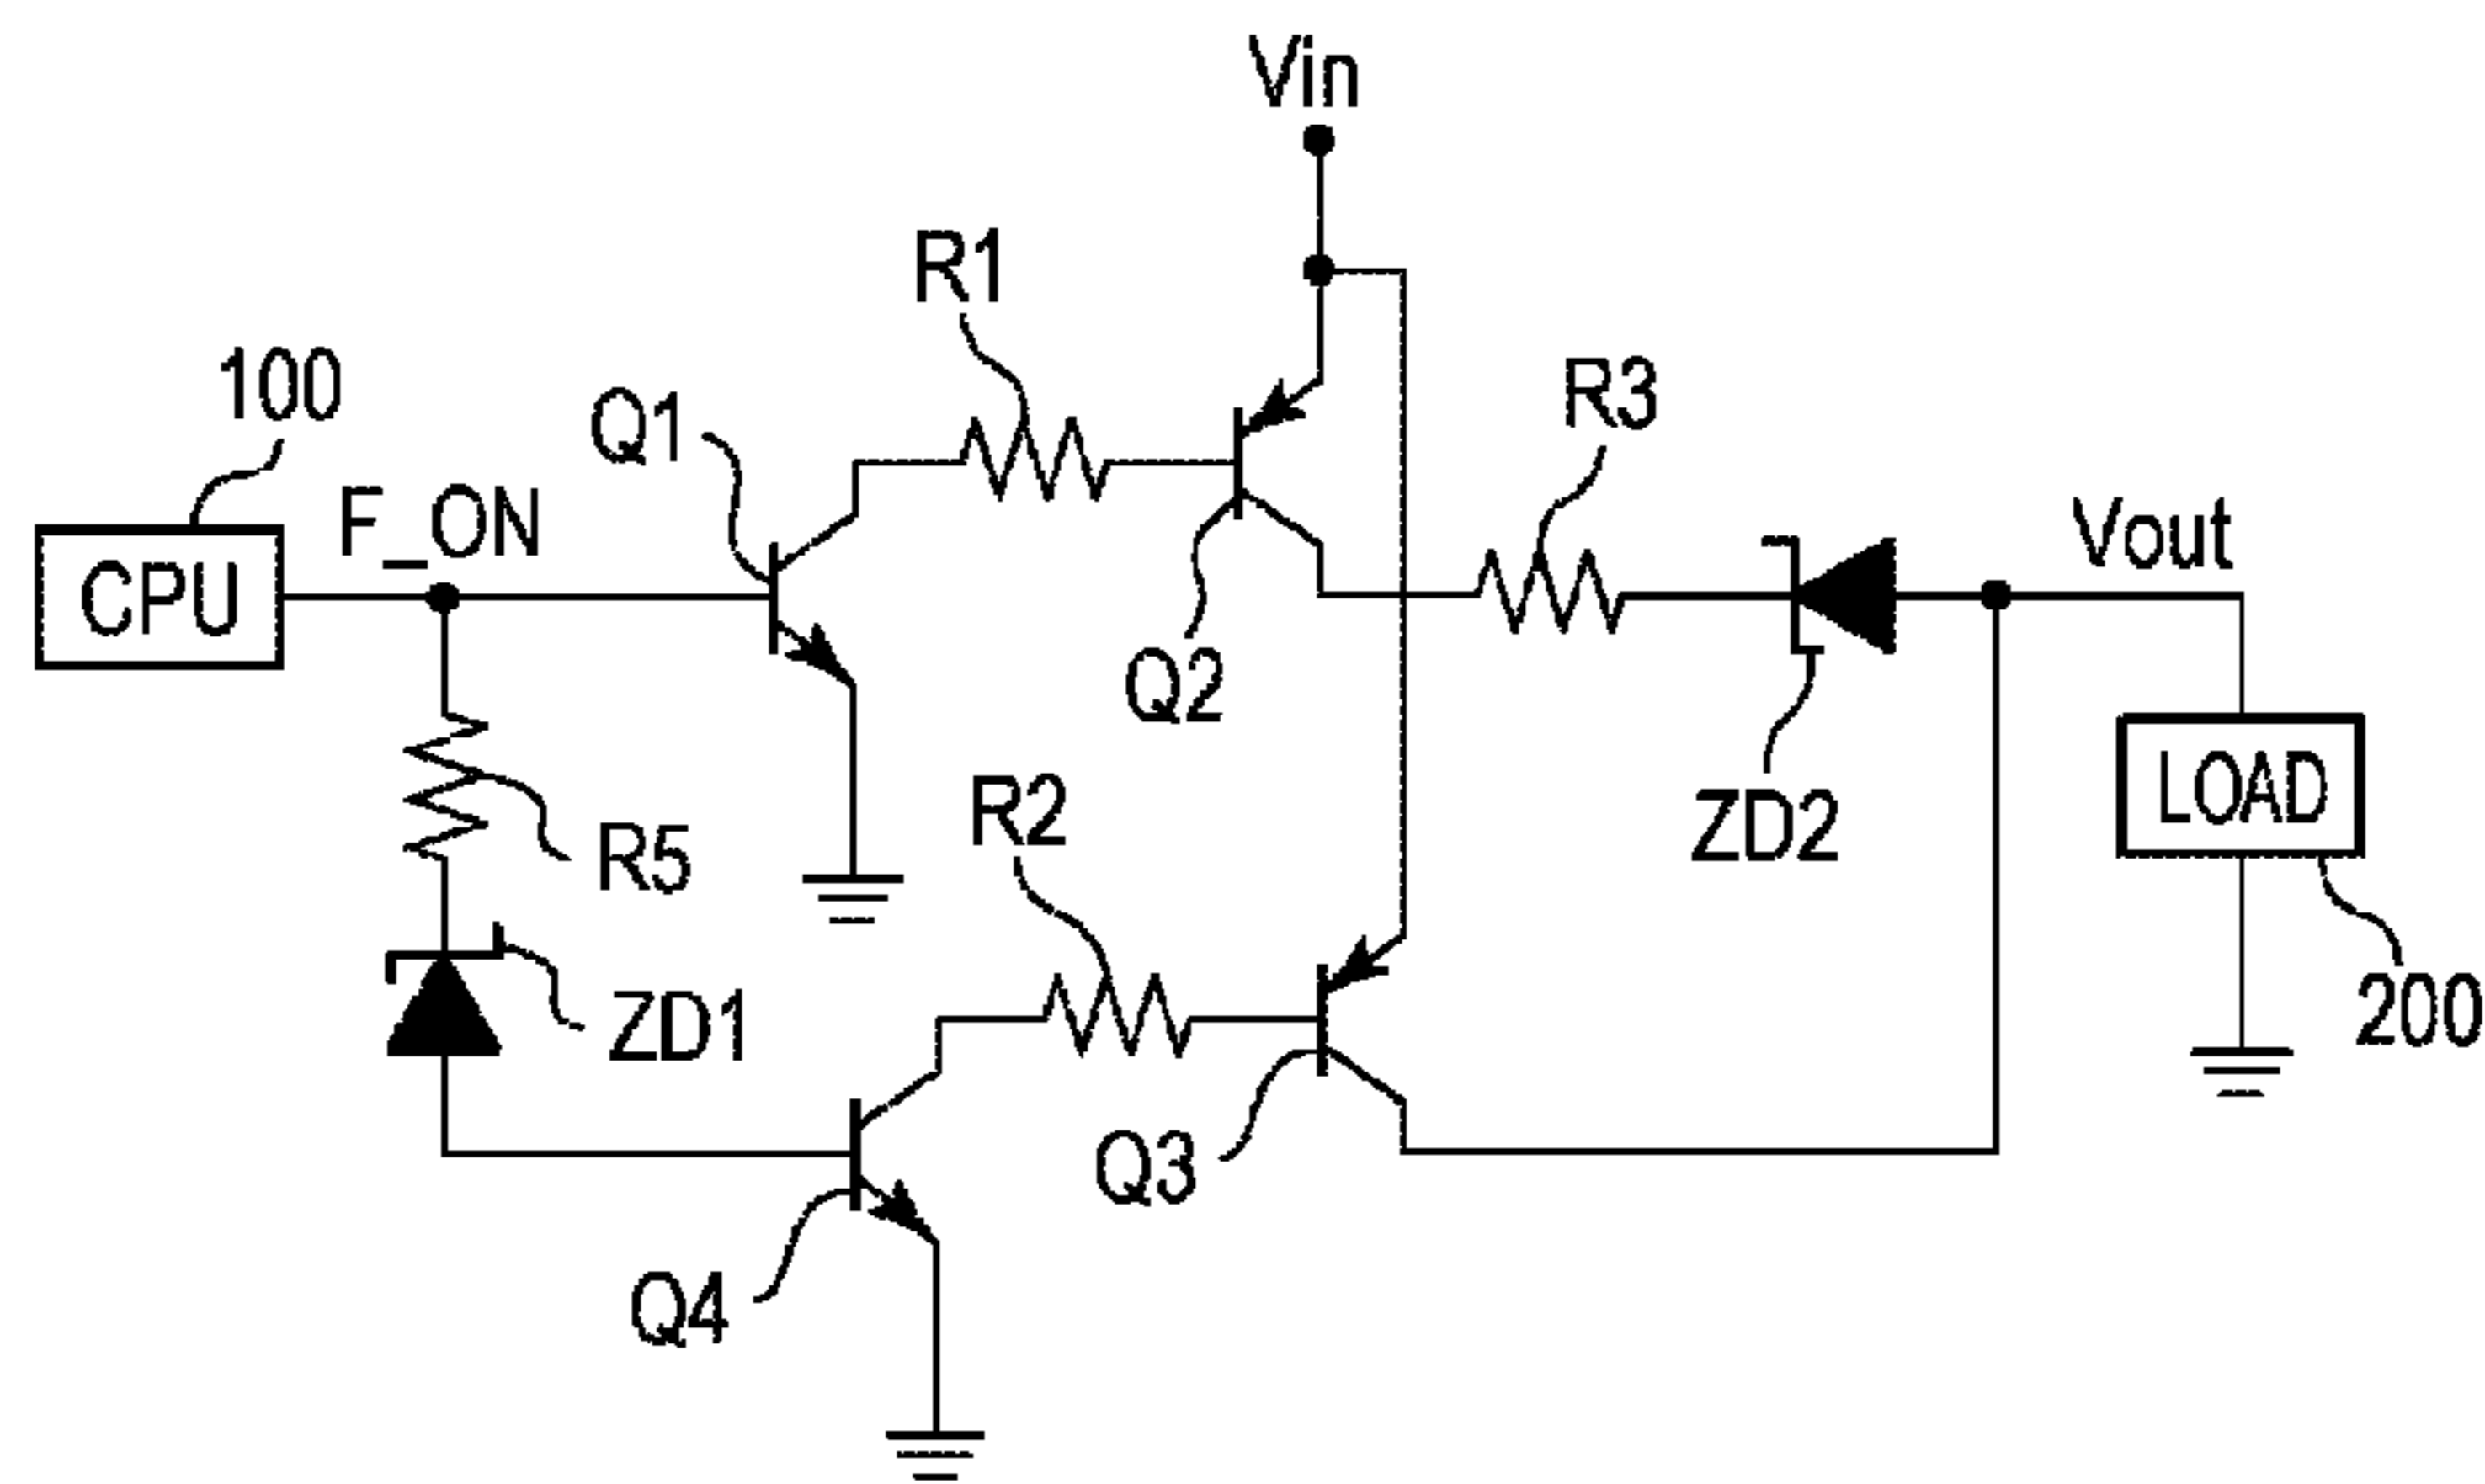 Vin
R1
100
Q1
R3
F_ON
Vout
CPU
Q2
R2
ZD2
LOAD
R5
ZD1
200
Q3
Q4